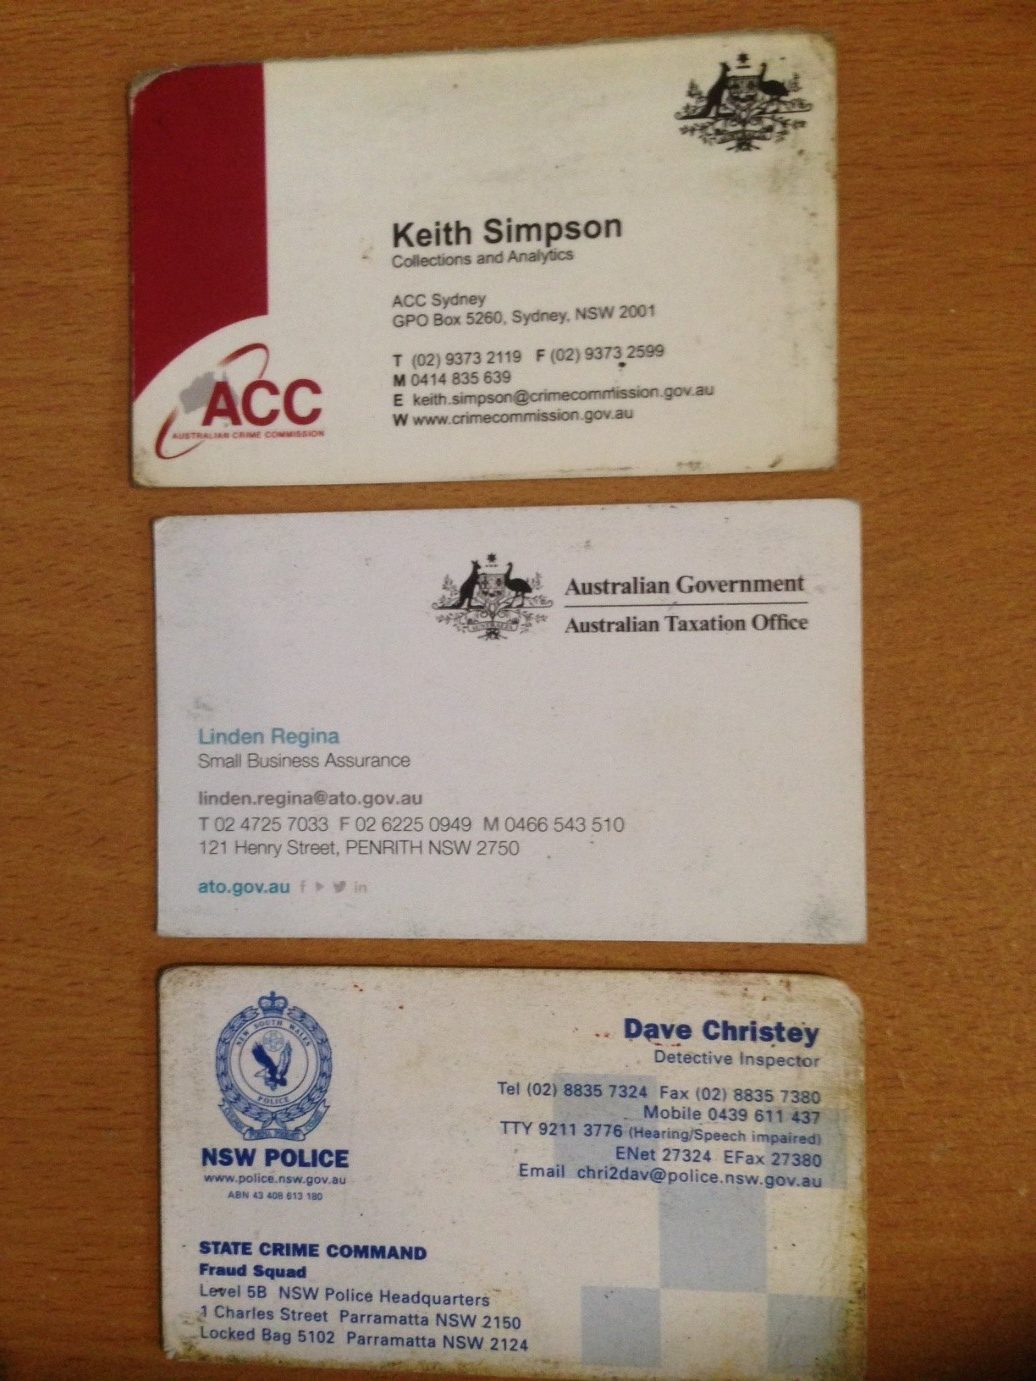 Keith Simpson
Collections and Analytics
ACC Sydney
GPO Box 5260, Sydney, NSW 2001
T (02) 9373 2119 F (02) 9373 2599
M 0414 835 639
E keith.simpson@crimecommission.gov.au
W www.crimecommission.gov.au
ACC
AUSTRALIAN CRIME COMMISSION
Australian Government
Australian Taxation Office
AUSTRALIA
Linden Regina
Small Business Assurance
linden.regina@ato.gov.au
T 02 4725 7033 F 02 6225 0949 M 0466 543 510
121 Henry Street, PENRITH NSW 2750
ato.gov.au f in
NEW SOUTH WALES
POLICE
NSW POLICE
www.police.nsw.gov.au
ABN 43 408 613 180
Dave Christey
Detective Inspector
Tel (02) 8835 7324 Fax (02) 8835 7380
Mobile 0439 611 437
TTY 9211 3776 (Hearing/Speech impaired)
ENet 27324 EFax 27380
Email chri2dav@police.nsw.gov.au
STATE CRIME COMMAND
Fraud Squad
Level 5B NSW Police Headquarters
1 Charles Street Parramatta NSW 2150
Locked Bag 5102 Parramatta NSW 2124